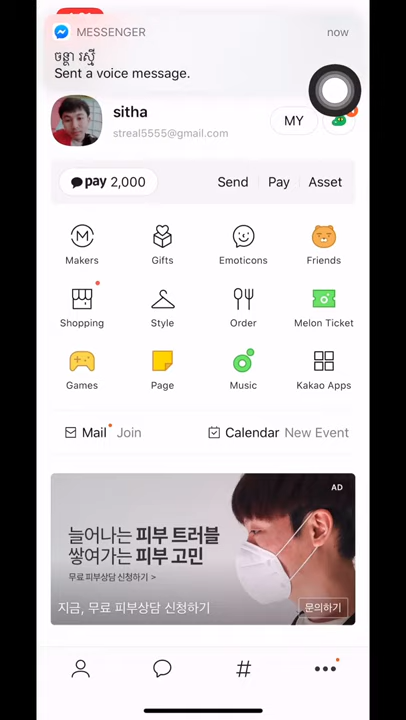 MESSENGER now
ចន្ថា រស្មី
Sent a voice message.
sitha
streal5555@gmail.com
MY
pay 2,000
Send Pay Asset
Makers Gifts Emoticons Friends
Shopping Style Order Melon Ticket
Games Page Music Kakao Apps
Mail Join Calendar New Event
AD
늘어나는 피부 트러블
쌓여가는 피부 고민
무료 피부상담 신청하기 >
지금, 무료 피부상담 신청하기 문의하기